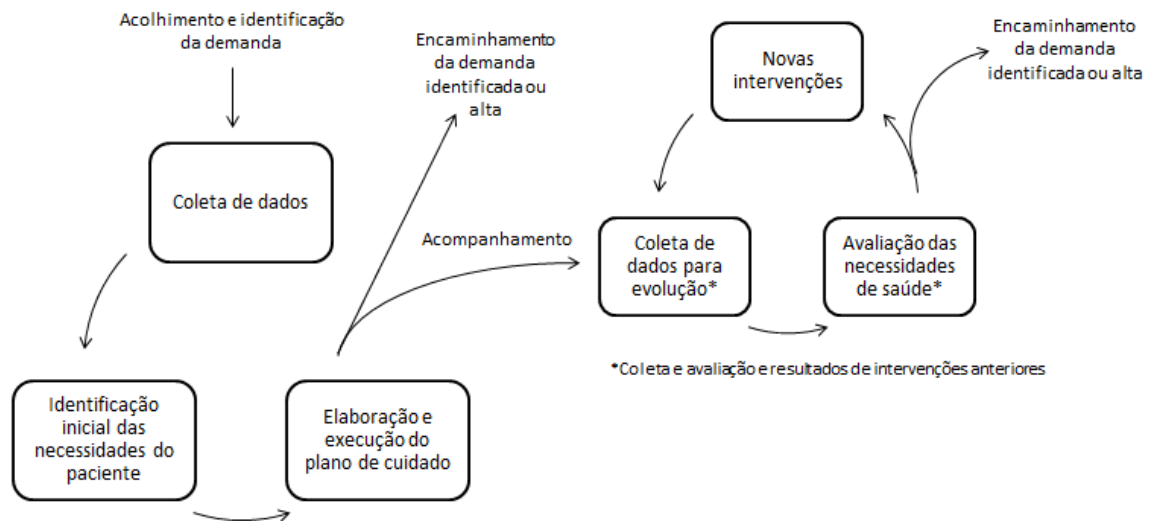 Acolhimento e identificação
da demanda
Coleta de dados
Identificação
inicial das
necessidades do
paciente
Elaboração e
execução do
plano de cuidado
Encaminhamento
da demanda
identificada ou
alta
Acompanhamento
Coleta de
dados para
evolução*
Avaliação das
necessidades
de saúde*
Novas
intervenções
Encaminhamento
da demanda
identificada ou alta
*Coleta e avaliação e resultados de intervenções anteriores